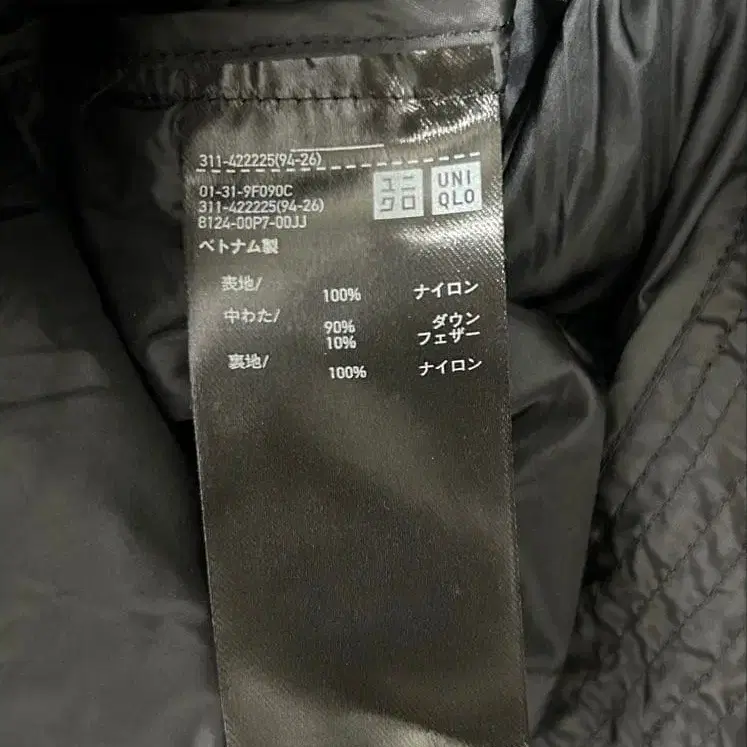 311-422225(94-26)
01-31-9F090C
311-422225(94-26)
8124-00P7-00JJ
ユニクロ
UNIQLO
ベトナム製
表地/ 100% ナイロン
中わた/ 90% ダウン
10% フェザー
裏地/ 100% ナイロン